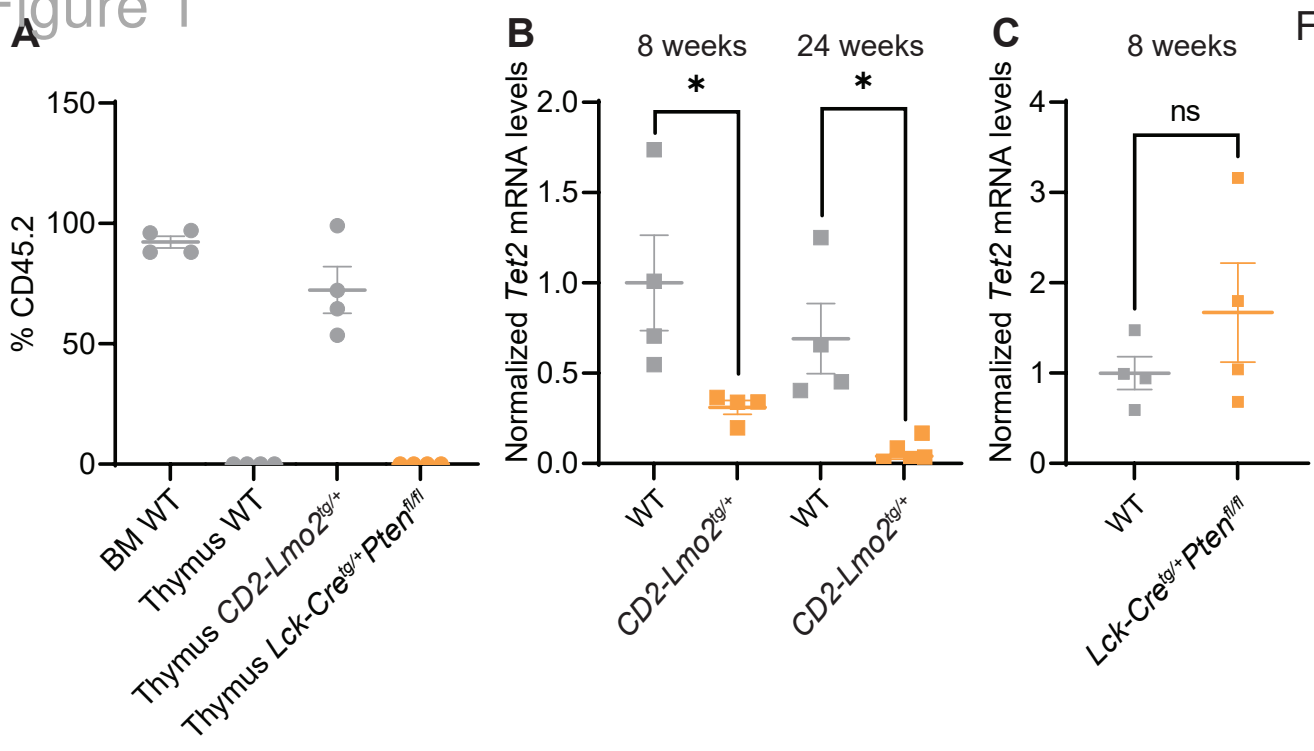 Figure 1
A
150
100
50
0
% CD45.2
BM WT
Thymus WT
Thymus CD2-Lmo2tg/+
Thymus Lck-Cretg/+Ptenfl/fl
B
8 weeks
24 weeks
*
*
2.0
1.5
1.0
0.5
0.0
Normalized Tet2 mRNA levels
WT
CD2-Lmo2tg/+
WT
CD2-Lmo2tg/+
C
8 weeks
F
ns
4
3
2
1
0
Normalized Tet2 mRNA levels
WT
Lck-Cretg/+Ptenfl/fl